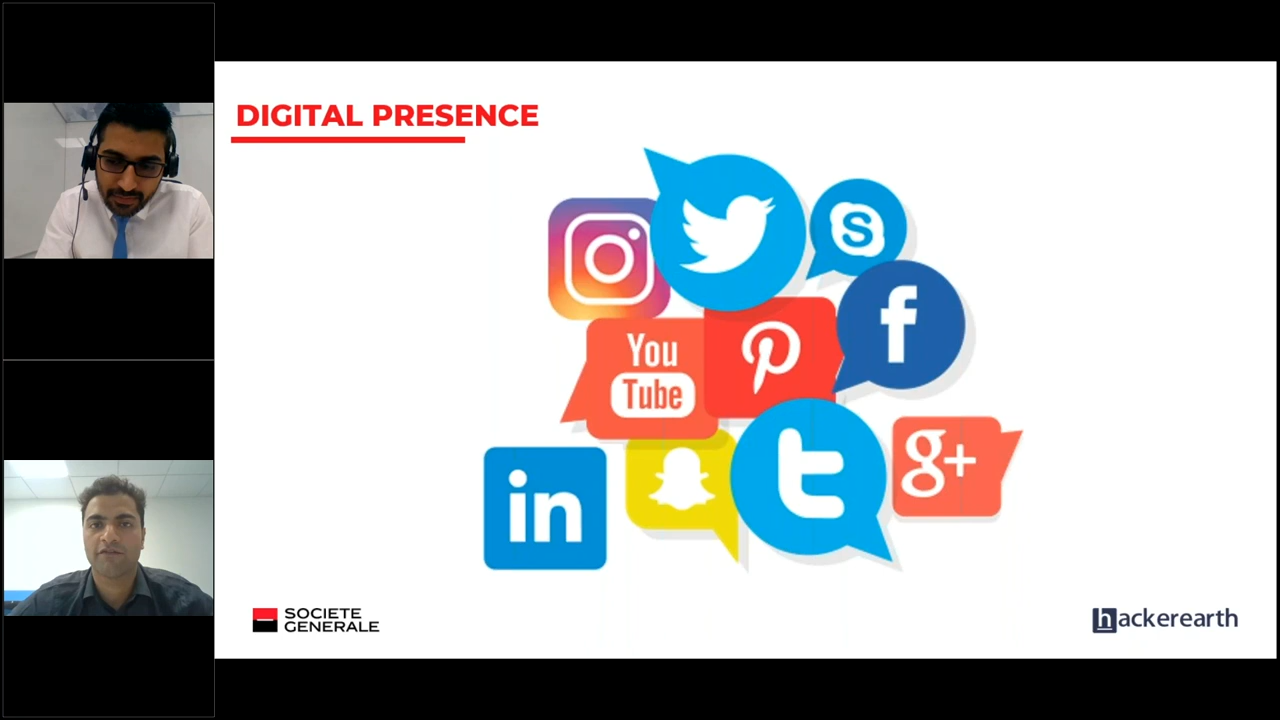 DIGITAL PRESENCE
S
f
You
Tube
p
in
t
g+
SOCIETE
GENERALE
hackerearth